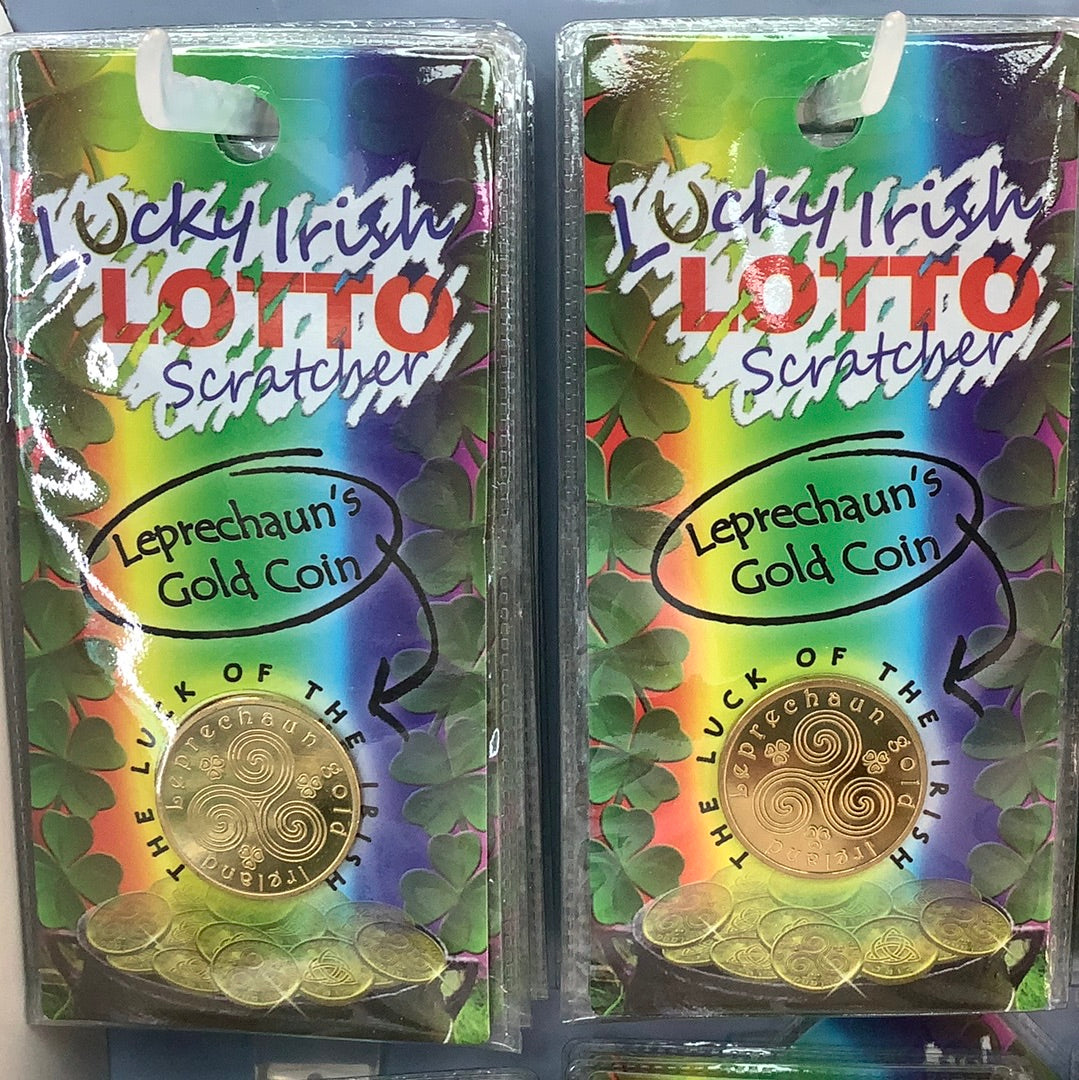 Lucky Irish
LOTTO
Scratcher
Leprechaun's
Gold Coin
THE LUCK OF THE IRISH
Leprechaun gold
Ireland
Lucky Irish
LOTTO
Scratcher
Leprechaun's
Gold Coin
THE LUCK OF THE IRISH
Leprechaun gold
Ireland